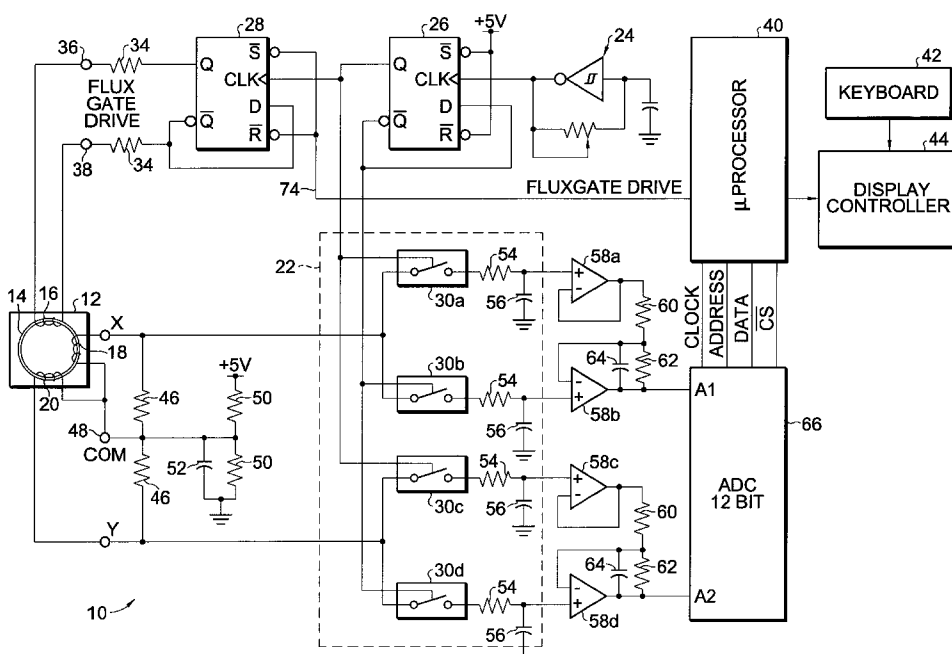 28
26
+5V
40
36
34
Q
S
CLK
D
Q
R
FLUX
GATE
DRIVE
38
34
Q
S
CLK
D
Q
R
24
μPROCESSOR
42
KEYBOARD
44
DISPLAY
CONTROLLER
74
FLUXGATE DRIVE
22
54
58a
30a
56
60
CLOCK
ADDRESS
DATA
CS
14
16
12
X
18
20
+5V
46
50
48
COM
46
52
50
30b
54
56
64
62
58b
A1
66
ADC
12 BIT
54
58c
30c
56
60
Y
30d
54
56
64
62
58d
A2
10